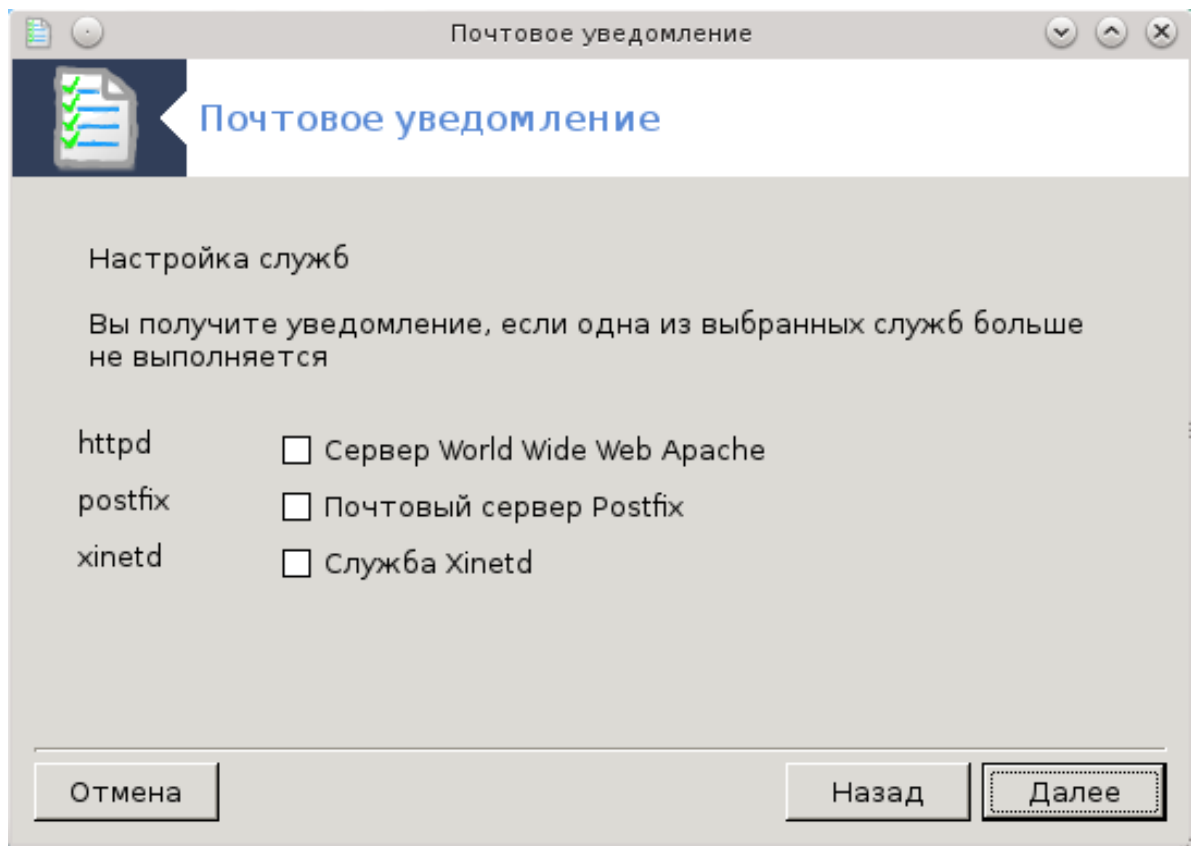 Почтовое уведомление
Почтовое уведомление
Настройка служб
Вы получите уведомление, если одна из выбранных служб больше
не выполняется
httpd Сервер World Wide Web Apache
postfix Почтовый сервер Postfix
xinetd Служба Xinetd
Отмена Назад Далее